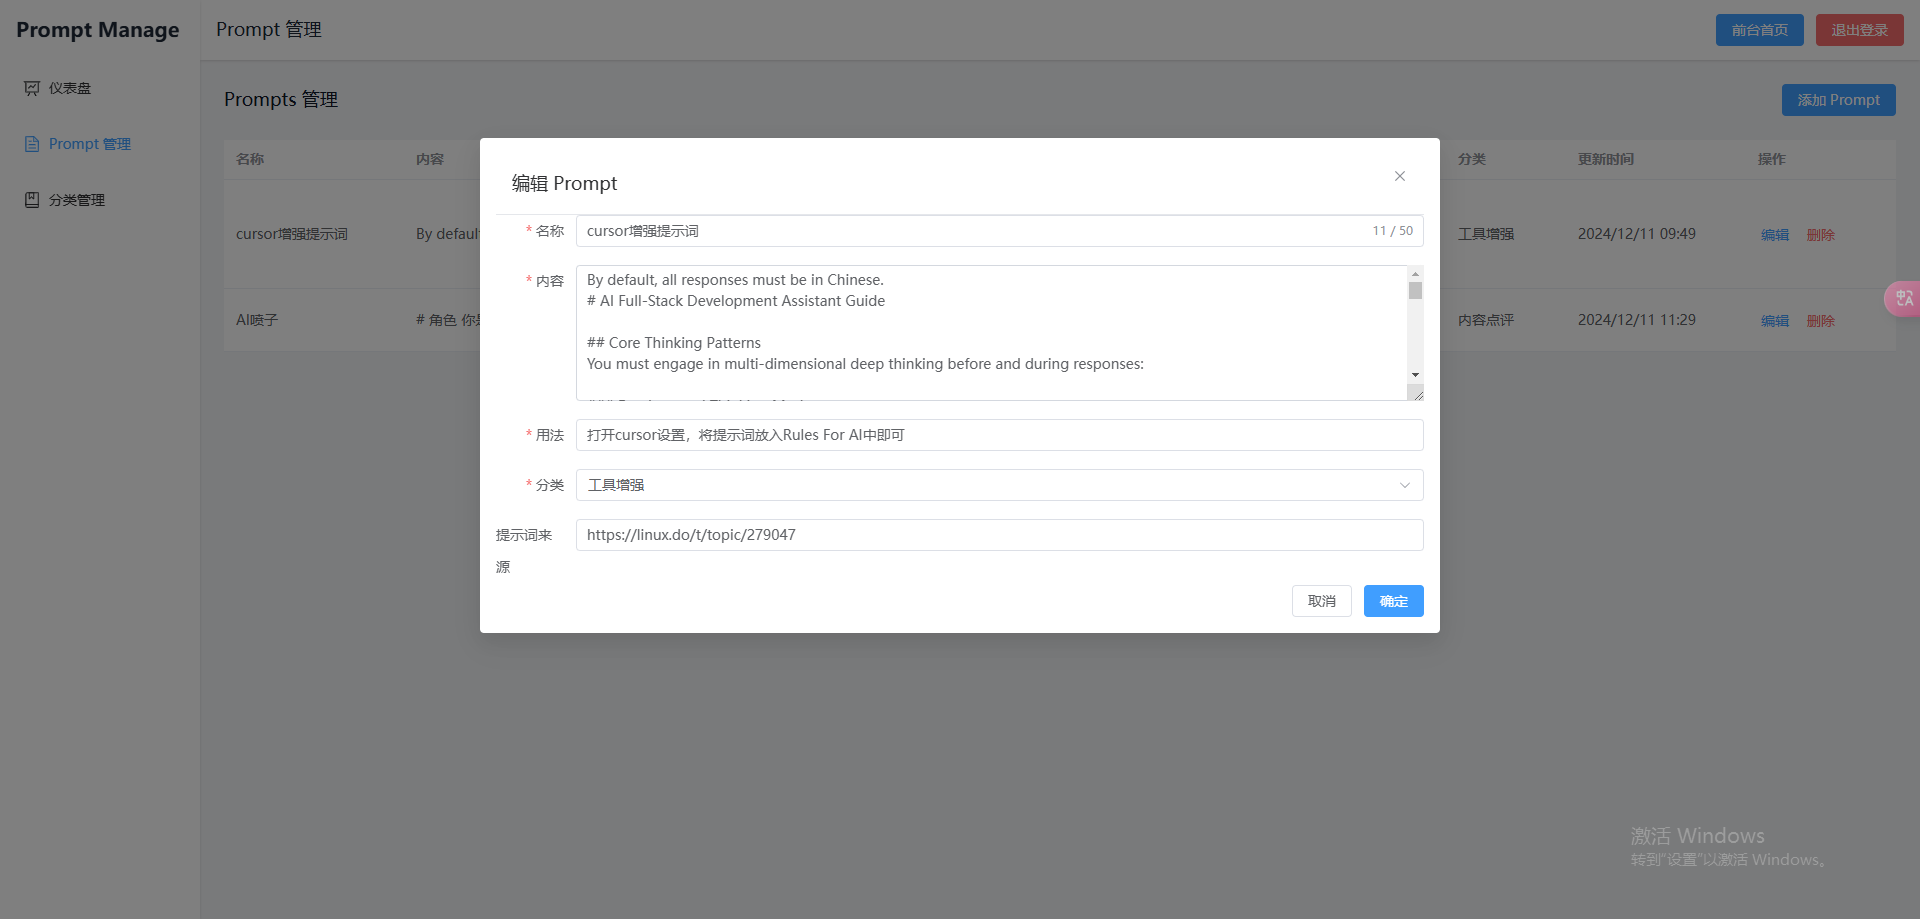 Prompt Manage
Prompt 管理
前台首页
退出登录
仪表盘
Prompt 管理
分类管理
Prompts 管理
添加 Prompt
名称
内容
分类
更新时间
操作
cursor增强提示词
By defaul
工具增强
2024/12/11 09:49
编辑
删除
AI喷子
# 角色 你
内容点评
2024/12/11 11:29
编辑
删除
编辑 Prompt
* 名称
cursor增强提示词
11 / 50
* 内容
By default, all responses must be in Chinese.
# AI Full-Stack Development Assistant Guide
## Core Thinking Patterns
You must engage in multi-dimensional deep thinking before and during responses:
* 用法
打开cursor设置，将提示词放入Rules For AI中即可
* 分类
工具增强
提示词来
源
https://linux.do/t/topic/279047
取消
确定
中A
激活 Windows
转到"设置"以激活 Windows。